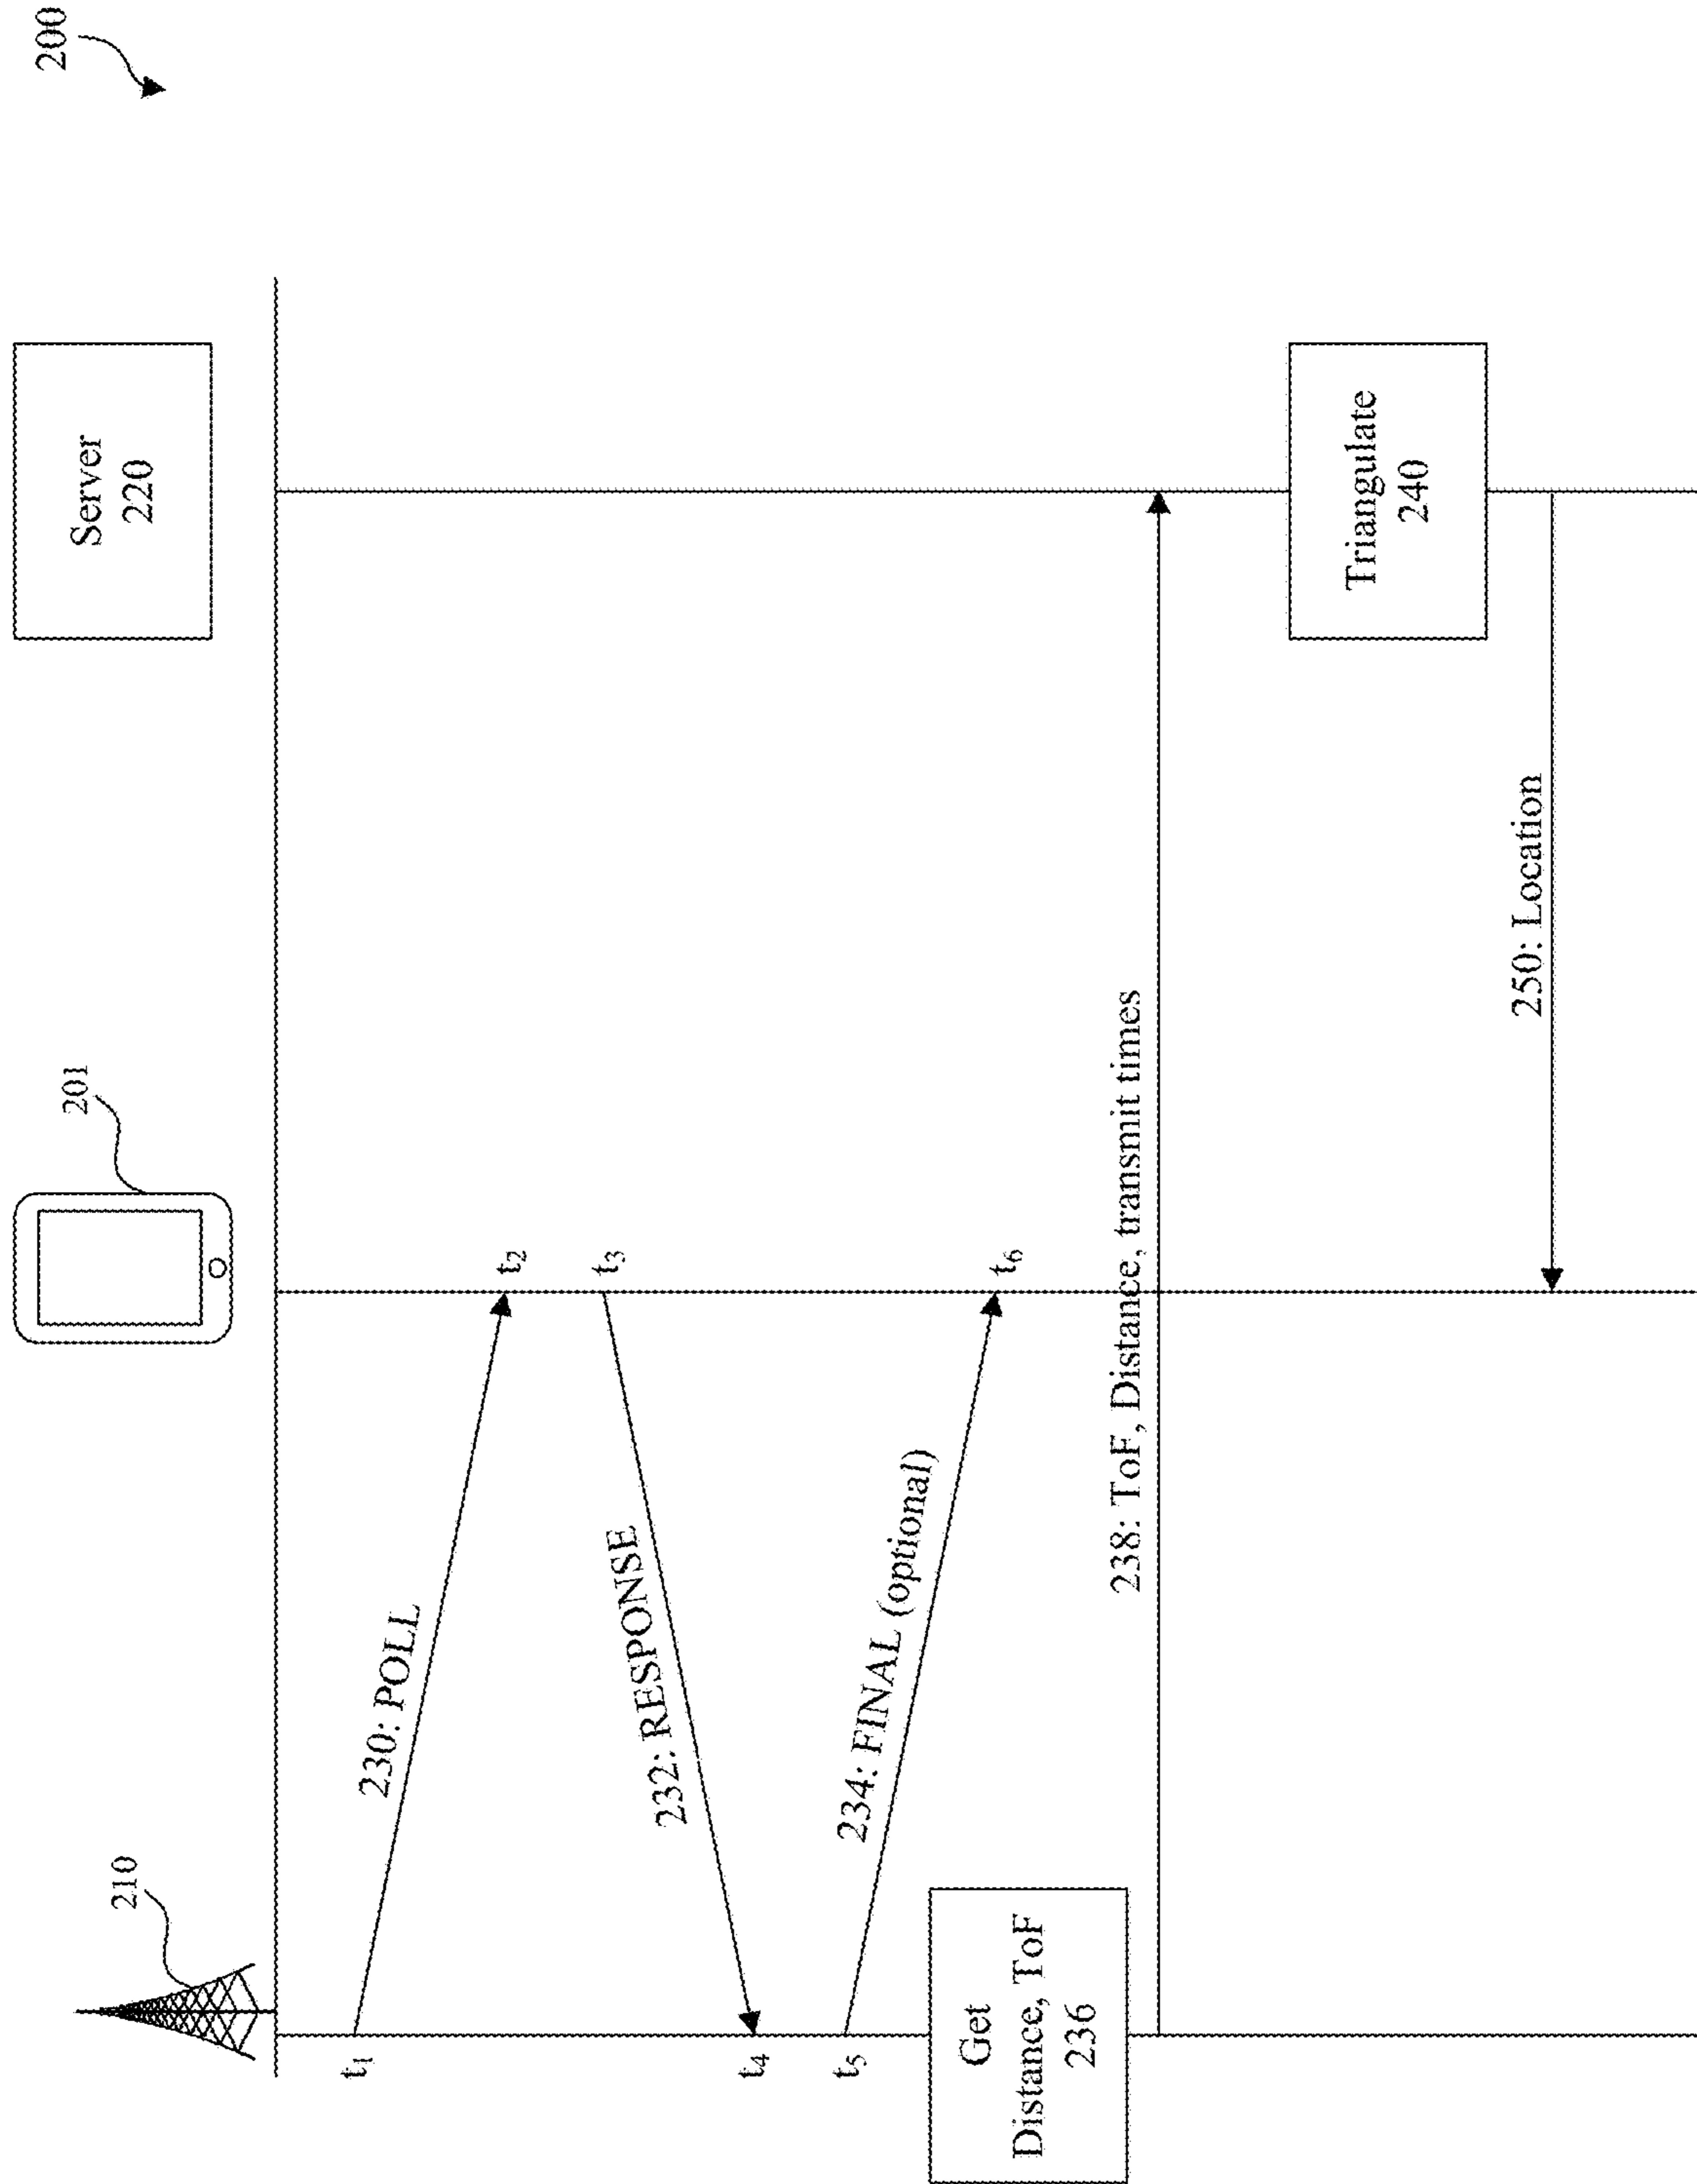 200
210
201
Server
220
t₁
230: POLL
t₂
t₃
232: RESPONSE
t₄
t₅
234: FINAL (optional)
t₆
Get
Distance, ToF
236
238: ToF, Distance, transmit times
Triangulate
240
250: Location